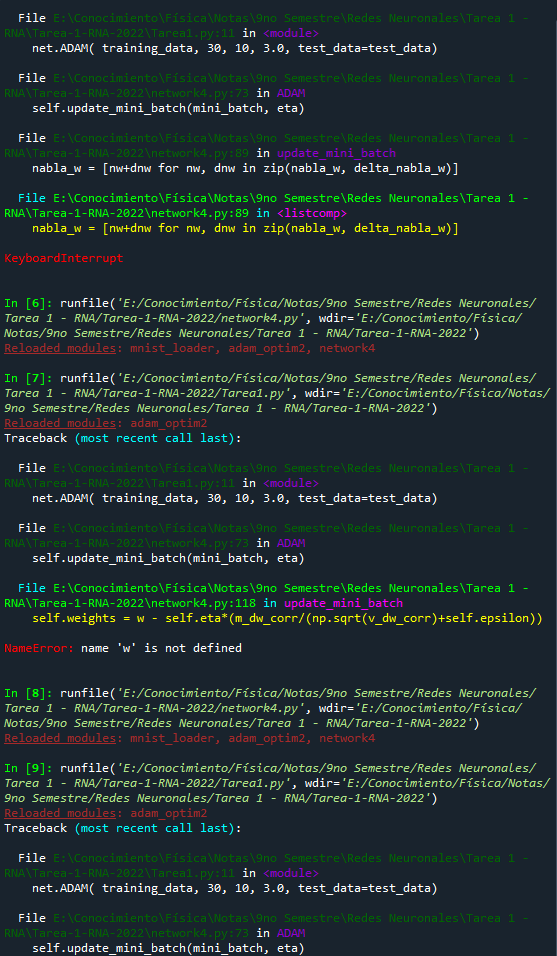 File E:\Conocimiento\Física\Notas\9no Semestre\Redes Neuronales\Tarea 1 -
RNA\Tarea-1-RNA-2022\Tarea1.py:11 in <module>
net.ADAM( training_data, 30, 10, 3.0, test_data=test_data)
File E:\Conocimiento\Física\Notas\9no Semestre\Redes Neuronales\Tarea 1 -
RNA\Tarea-1-RNA-2022\network4.py:73 in ADAM
self.update_mini_batch(mini_batch, eta)
File E:\Conocimiento\Física\Notas\9no Semestre\Redes Neuronales\Tarea 1 -
RNA\Tarea-1-RNA-2022\network4.py:89 in update_mini_batch
nabla_w = [nw+dnw for nw, dnw in zip(nabla_w, delta_nabla_w)]
File E:\Conocimiento\Física\Notas\9no Semestre\Redes Neuronales\Tarea 1 -
RNA\Tarea-1-RNA-2022\network4.py:89 in <listcomp>
nabla_w = [nw+dnw for nw, dnw in zip(nabla_w, delta_nabla_w)]
KeyboardInterrupt
In [6]: runfile('E:/Conocimiento/Física/Notas/9no Semestre/Redes Neuronales/
Tarea 1 - RNA/Tarea-1-RNA-2022/network4.py', wdir='E:/Conocimiento/Física/
Notas/9no Semestre/Redes Neuronales/Tarea 1 - RNA/Tarea-1-RNA-2022')
Reloaded modules: mnist_loader, adam_optim2, network4
In [7]: runfile('E:/Conocimiento/Física/Notas/9no Semestre/Redes Neuronales/
Tarea 1 - RNA/Tarea-1-RNA-2022/Tarea1.py', wdir='E:/Conocimiento/Física/Notas/
9no Semestre/Redes Neuronales/Tarea 1 - RNA/Tarea-1-RNA-2022')
Reloaded modules: adam_optim2
Traceback (most recent call last):
File E:\Conocimiento\Física\Notas\9no Semestre\Redes Neuronales\Tarea 1 -
RNA\Tarea-1-RNA-2022\Tarea1.py:11 in <module>
net.ADAM( training_data, 30, 10, 3.0, test_data=test_data)
File E:\Conocimiento\Física\Notas\9no Semestre\Redes Neuronales\Tarea 1 -
RNA\Tarea-1-RNA-2022\network4.py:73 in ADAM
self.update_mini_batch(mini_batch, eta)
File E:\Conocimiento\Física\Notas\9no Semestre\Redes Neuronales\Tarea 1 -
RNA\Tarea-1-RNA-2022\network4.py:118 in update_mini_batch
self.weights = w - self.eta*(m_dw_corr/(np.sqrt(v_dw_corr)+self.epsilon))
NameError: name 'w' is not defined
In [8]: runfile('E:/Conocimiento/Física/Notas/9no Semestre/Redes Neuronales/
Tarea 1 - RNA/Tarea-1-RNA-2022/network4.py', wdir='E:/Conocimiento/Física/
Notas/9no Semestre/Redes Neuronales/Tarea 1 - RNA/Tarea-1-RNA-2022')
Reloaded modules: mnist_loader, adam_optim2, network4
In [9]: runfile('E:/Conocimiento/Física/Notas/9no Semestre/Redes Neuronales/
Tarea 1 - RNA/Tarea-1-RNA-2022/Tarea1.py', wdir='E:/Conocimiento/Física/Notas/
9no Semestre/Redes Neuronales/Tarea 1 - RNA/Tarea-1-RNA-2022')
Reloaded modules: adam_optim2
Traceback (most recent call last):
File E:\Conocimiento\Física\Notas\9no Semestre\Redes Neuronales\Tarea 1 -
RNA\Tarea-1-RNA-2022\Tarea1.py:11 in <module>
net.ADAM( training_data, 30, 10, 3.0, test_data=test_data)
File E:\Conocimiento\Física\Notas\9no Semestre\Redes Neuronales\Tarea 1 -
RNA\Tarea-1-RNA-2022\network4.py:73 in ADAM
self.update_mini_batch(mini_batch, eta)